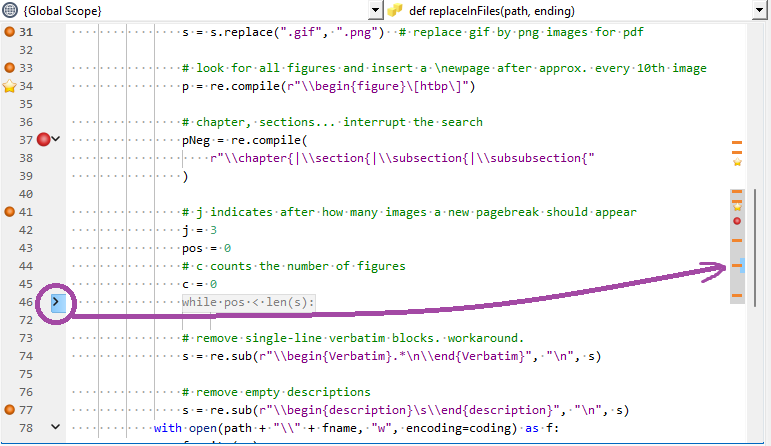 {Global Scope} def replaceInFiles(path, ending)
31 s = s.replace(".gif", ".png") # replace gif by png images for pdf
32
33 # look for all figures and insert a \newpage after approx. every 10th image
34 p = re.compile(r"\\begin{figure}\[htbp\]")
35
36 # chapter, sections... interrupt the search
37 pNeg = re.compile(
38 r"\\chapter{|\\section{|\\subsection{|\\subsubsection{"
39 )
40
41 # j indicates after how many images a new pagebreak should appear
42 j = 3
43 pos = 0
44 # c counts the number of figures
45 c = 0
46 while pos < len(s):
72
73 # remove single-line verbatim blocks. workaround.
74 s = re.sub(r"\\begin{Verbatim}.*\n\\end{Verbatim}", "\n", s)
75
76 # remove empty descriptions
77 s = re.sub(r"\\begin{description}\s\\end{description}", "\n", s)
78 with open(path + "\\" + fname, "w", encoding=coding) as f: